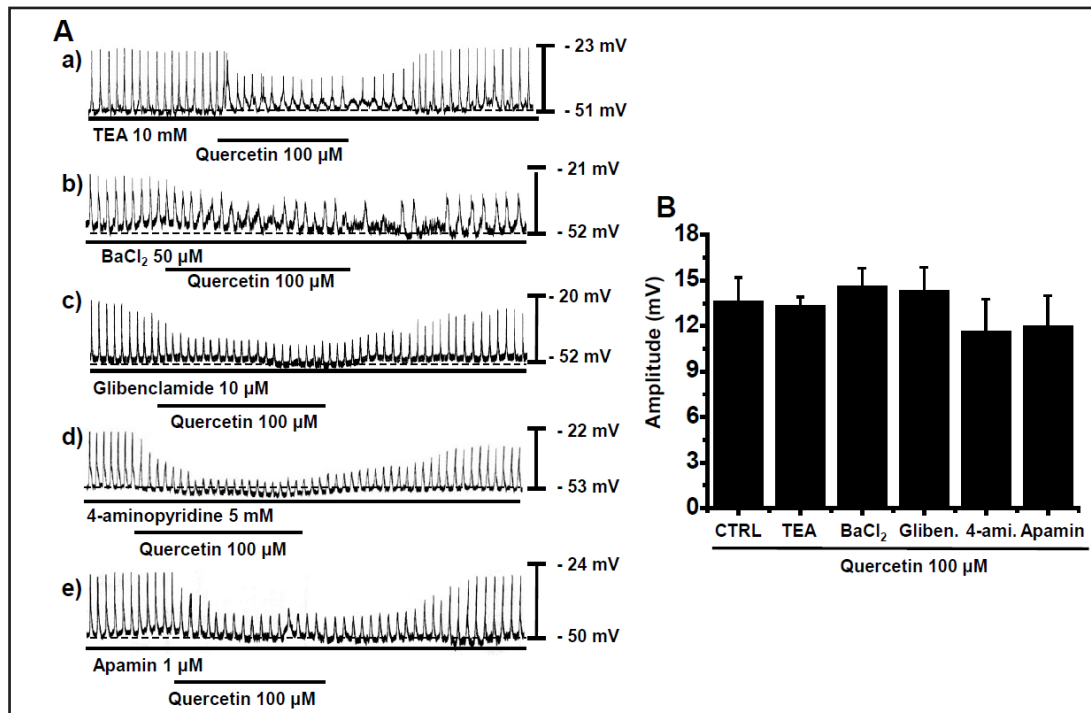 A
a)
- 23 mV
- 51 mV
TEA 10 mM
Quercetin 100 µM
b)
- 21 mV
- 52 mV
BaCl₂ 50 µM
Quercetin 100 µM
c)
- 20 mV
- 52 mV
Glibenclamide 10 µM
Quercetin 100 µM
d)
- 22 mV
- 53 mV
4-aminopyridine 5 mM
Quercetin 100 µM
e)
- 24 mV
- 50 mV
Apamin 1 µM
Quercetin 100 µM
B
Amplitude (mV)
18
15
12
9
6
3
0
CTRL TEA BaCl₂ Gliben. 4-ami. Apamin
Quercetin 100 µM